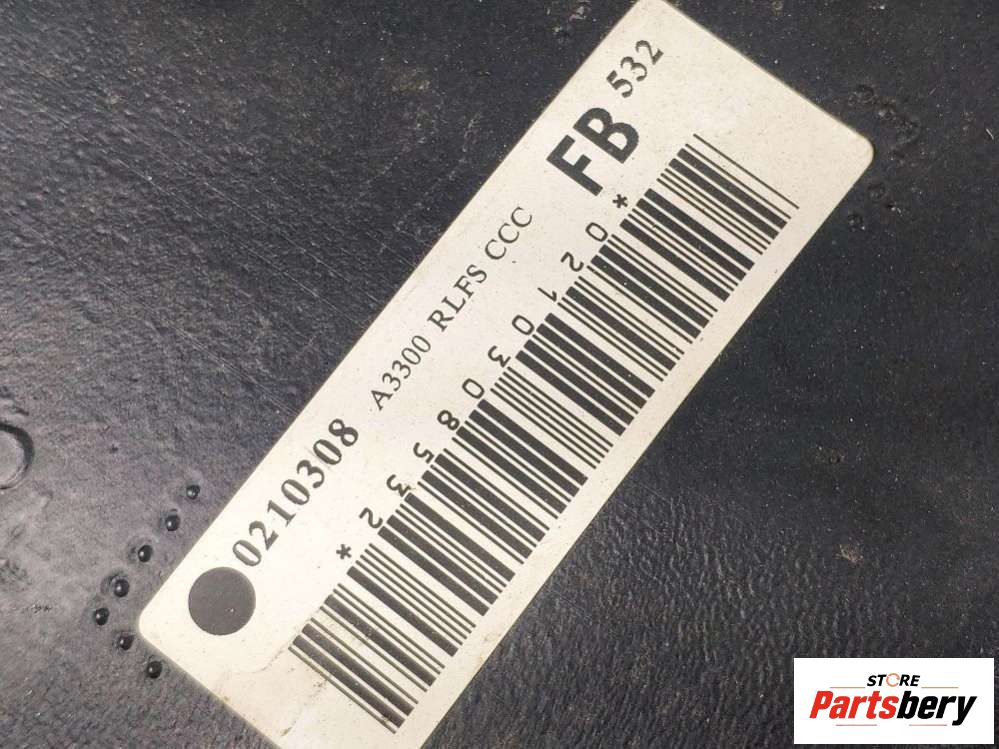 FB 532
0210308 A3300 RLFS CCC
*0210308532*
STORE
Partsbery